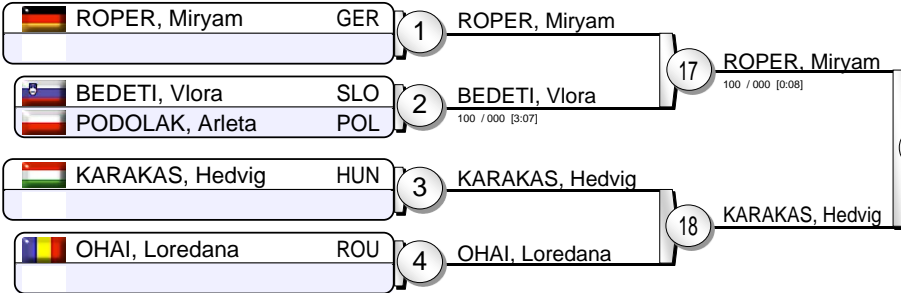 ROPER, Miryam GER
BEDETI, Vlora SLO
PODOLAK, Arleta POL
KARAKAS, Hedvig HUN
OHAI, Loredana ROU
1
2
3
4
ROPER, Miryam
BEDETI, Vlora
100 / 000 [3:07]
KARAKAS, Hedvig
OHAI, Loredana
17
18
ROPER, Miryam
100 / 000 [0:08]
KARAKAS, Hedvig